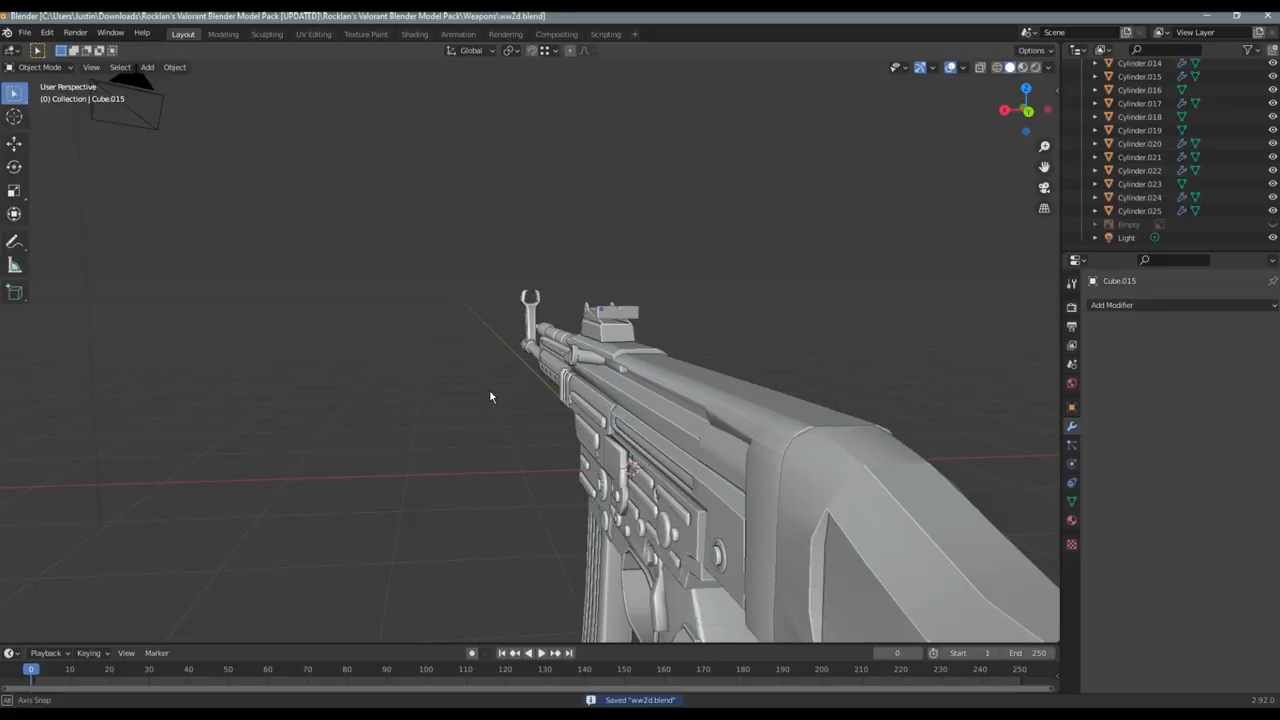 Blender [C:\Users\Justin\Downloads\Rocklan's Valorant Blender Model Pack [UPDATED]\Rocklan's Valorant Blender Model Pack\Weapons\ww2d.blend]
File Edit Render Window Help Layout Modeling Sculpting UV Editing Texture Paint Shading Animation Rendering Compositing Scripting + Scene View Layer
Global Options
Object Mode View Select Add Object
User Perspective
(0) Collection | Cube.015
Z
X Y
Cylinder.014
Cylinder.015
Cylinder.016
Cylinder.017
Cylinder.018
Cylinder.019
Cylinder.020
Cylinder.021
Cylinder.022
Cylinder.023
Cylinder.024
Cylinder.025
Empty
Light
Cube.015
Add Modifier
Playback Keying View Marker 0 Start 1 End 250
0 10 20 30 40 50 60 70 80 90 100 110 120 130 140 150 160 170 180 190 200 210 220 230 240 250
Axis Snap Saved "ww2d.blend" 2.92.0